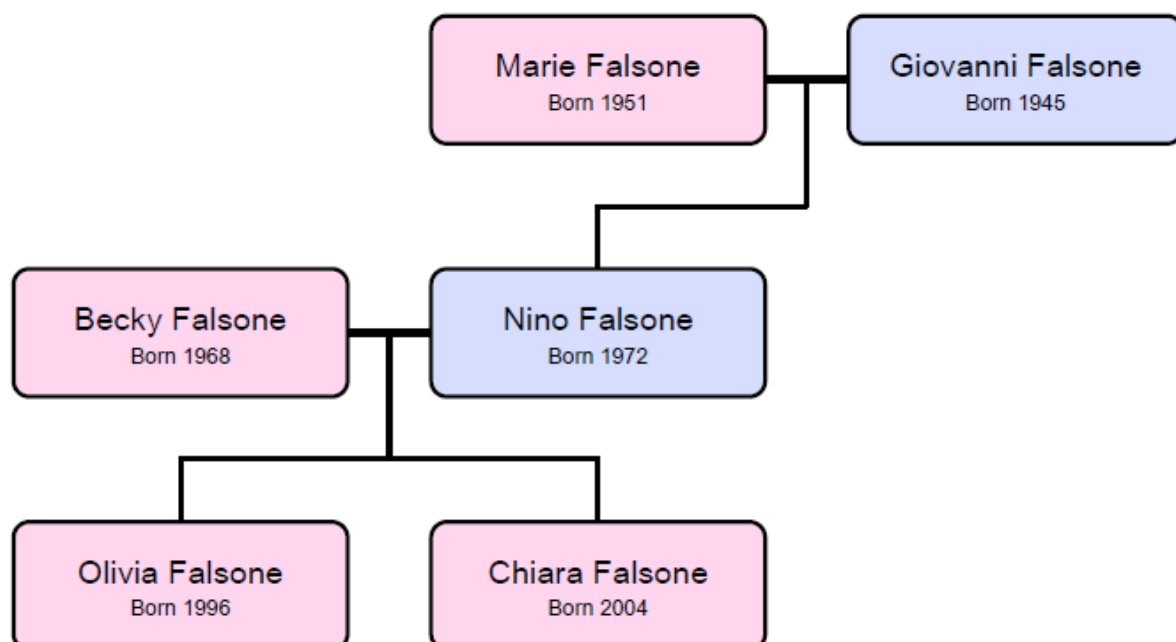 Marie Falsone
Born 1951
Giovanni Falsone
Born 1945
Becky Falsone
Born 1968
Nino Falsone
Born 1972
Olivia Falsone
Born 1996
Chiara Falsone
Born 2004